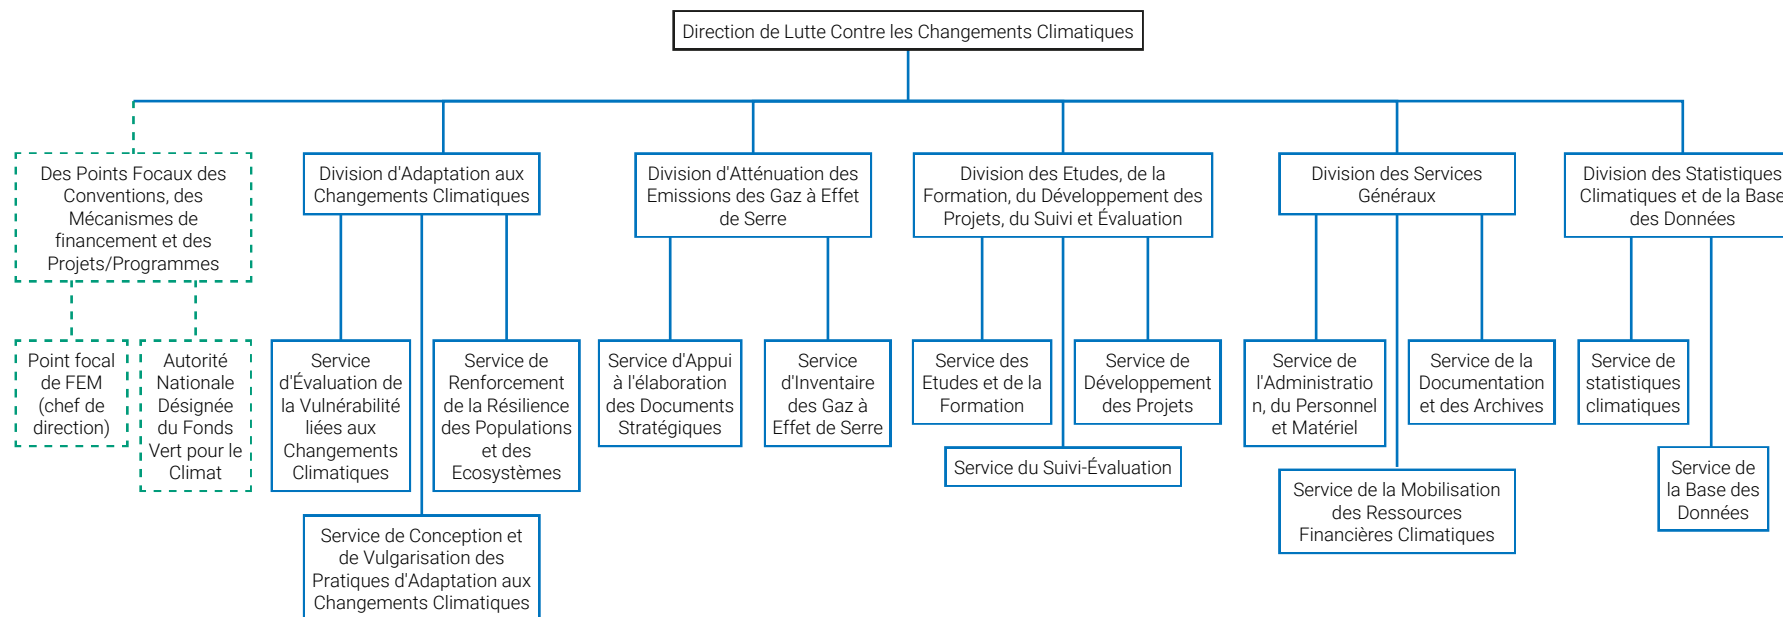 Direction de Lutte Contre les Changements Climatiques
Des Points Focaux des
Conventions, des
Mécanismes de
financement et des
Projets/Programmes
Division d'Adaptation aux
Changements Climatiques
Division d'Atténuation des
Emissions des Gaz à Effet
de Serre
Division des Etudes, de la
Formation, du Développement des
Projets, du Suivi et Évaluation
Division des Services
Généraux
Division des Statistiques
Climatiques et de la Base
des Données
Point focal
de FEM
(chef de
direction)
Autorité
Nationale
Désignée
du Fonds
Vert pour le
Climat
Service
d'Évaluation de
la Vulnérabilité
liées aux
Changements
Climatiques
Service de
Renforcement
de la Résilience
des Populations
et des
Ecosystèmes
Service d'Appui
à l'élaboration
des Documents
Stratégiques
Service
d'Inventaire
des Gaz à
Effet de Serre
Service des
Etudes et de la
Formation
Service de
Développement
des Projets
Service de
l'Administratio
n, du Personnel
et Matériel
Service de la
Documentation
et des Archives
Service de
statistiques
climatiques
Service du Suivi-Évaluation
Service de la Mobilisation
des Ressources
Financières Climatiques
Service de
la Base des
Données
Service de Conception et
de Vulgarisation des
Pratiques d'Adaptation aux
Changements Climatiques